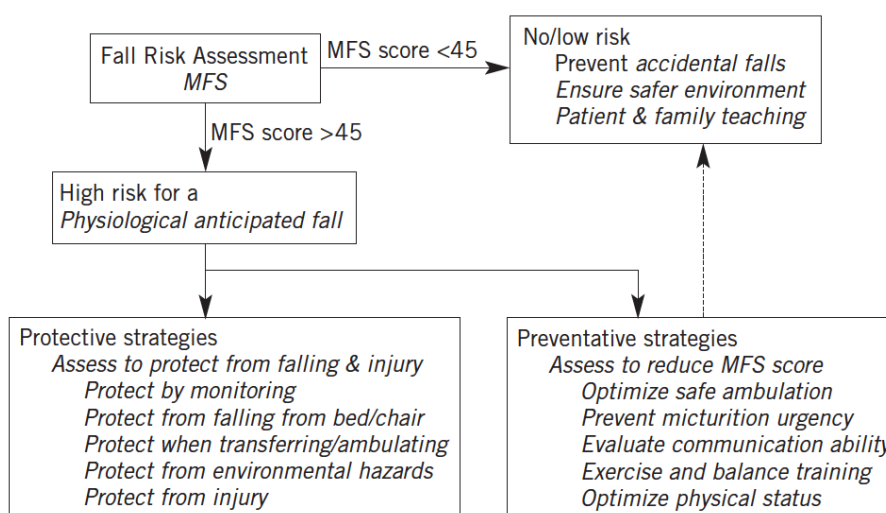 Fall Risk Assessment
MFS
MFS score <45
No/low risk
Prevent accidental falls
Ensure safer environment
Patient & family teaching
MFS score >45
High risk for a
Physiological anticipated fall
Protective strategies
Assess to protect from falling & injury
Protect by monitoring
Protect from falling from bed/chair
Protect when transferring/ambulating
Protect from environmental hazards
Protect from injury
Preventative strategies
Assess to reduce MFS score
Optimize safe ambulation
Prevent micturition urgency
Evaluate communication ability
Exercise and balance training
Optimize physical status